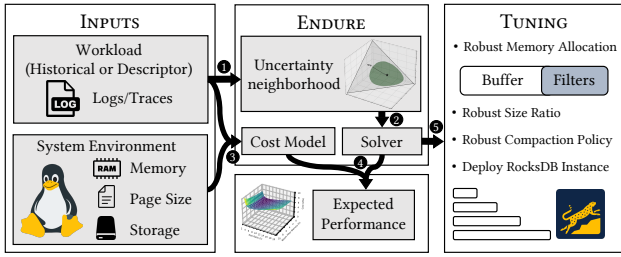 INPUTS
Workload
(Historical or Descriptor)
LOG
Logs/Traces
System Environment
RAM
Memory
Page Size
Storage
ENDURE
Uncertainty
neighborhood
Cost Model
Solver
Expected
Performance
1
2
3
4
5
TUNING
• Robust Memory Allocation
Buffer
Filters
• Robust Size Ratio
• Robust Compaction Policy
• Deploy RocksDB Instance